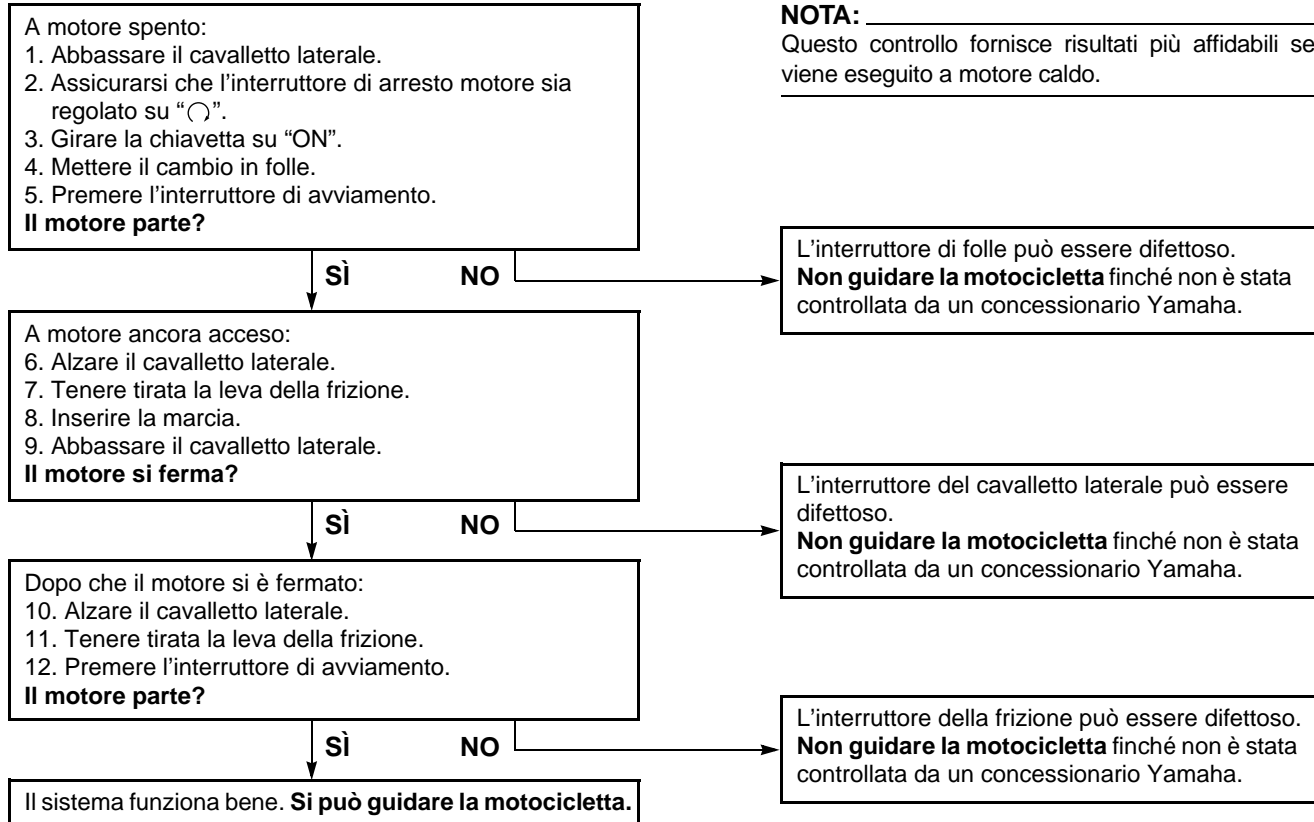 A motore spento:
1. Abbassare il cavalletto laterale.
2. Assicurarsi che l’interruttore di arresto motore sia
regolato su “ ”.
3. Girare la chiavetta su “ON”.
4. Mettere il cambio in folle.
5. Premere l’interruttore di avviamento.
Il motore parte?
NOTA:
Questo controllo fornisce risultati più affidabili se
viene eseguito a motore caldo.
SÌ NO
L’interruttore di folle può essere difettoso.
Non guidare la motocicletta finché non è stata
controllata da un concessionario Yamaha.
A motore ancora acceso:
6. Alzare il cavalletto laterale.
7. Tenere tirata la leva della frizione.
8. Inserire la marcia.
9. Abbassare il cavalletto laterale.
Il motore si ferma?
SÌ NO
L’interruttore del cavalletto laterale può essere
difettoso.
Non guidare la motocicletta finché non è stata
controllata da un concessionario Yamaha.
Dopo che il motore si è fermato:
10. Alzare il cavalletto laterale.
11. Tenere tirata la leva della frizione.
12. Premere l’interruttore di avviamento.
Il motore parte?
SÌ NO
L’interruttore della frizione può essere difettoso.
Non guidare la motocicletta finché non è stata
controllata da un concessionario Yamaha.
Il sistema funziona bene. Si può guidare la motocicletta.